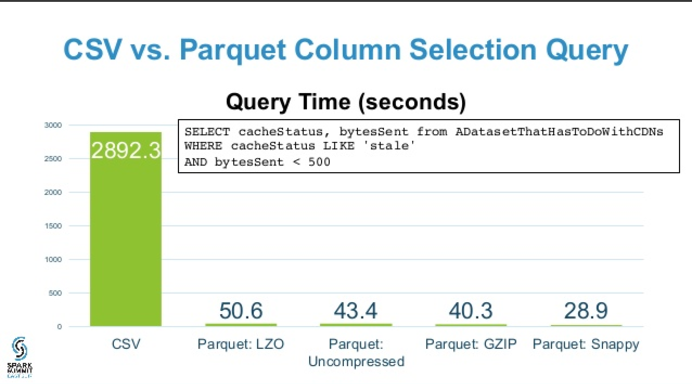 CSV vs. Parquet Column Selection Query
Query Time (seconds)
SELECT cacheStatus, bytesSent from ADatasetThatHasToDoWithCDNs
WHERE cacheStatus LIKE 'stale'
AND bytesSent < 500
3000
2500
2000
1500
1000
500
0
2892.3
50.6
43.4
40.3
28.9
CSV
Parquet: LZO
Parquet:
Uncompressed
Parquet: GZIP
Parquet: Snappy
SPARK
SUMMIT